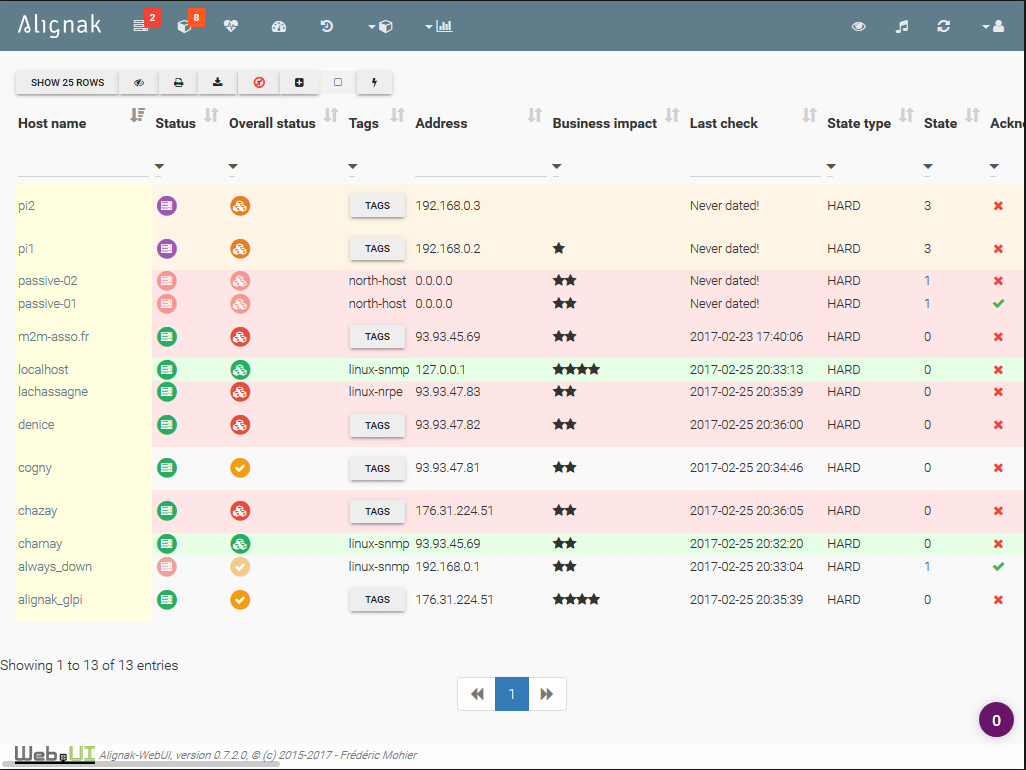 Alignak 2 8
SHOW 25 ROWS
Host name Status Overall status Tags Address Business impact Last check State type State Ackn
pi2 TAGS 192.168.0.3 Never dated! HARD 3
pi1 TAGS 192.168.0.2 Never dated! HARD 3
passive-02 north-host 0.0.0.0 Never dated! HARD 1
passive-01 north-host 0.0.0.0 Never dated! HARD 1
m2m-asso.fr TAGS 93.93.45.69 2017-02-23 17:40:06 HARD 0
localhost linux-snmp 127.0.0.1 2017-02-25 20:33:13 HARD 0
lachassagne linux-nrpe 93.93.47.83 2017-02-25 20:35:39 HARD 0
denice TAGS 93.93.47.82 2017-02-25 20:36:00 HARD 0
cogny TAGS 93.93.47.81 2017-02-25 20:34:46 HARD 0
chazay TAGS 176.31.224.51 2017-02-25 20:36:05 HARD 0
charnay linux-snmp 93.93.45.69 2017-02-25 20:32:20 HARD 0
always_down linux-snmp 192.168.0.1 2017-02-25 20:33:04 HARD 1
alignak_glpi TAGS 176.31.224.51 2017-02-25 20:35:39 HARD 0
Showing 1 to 13 of 13 entries
1
0
Web UI Alignak-WebUI, version 0.7.2.0, © (c) 2015-2017 - Frédéric Mohier